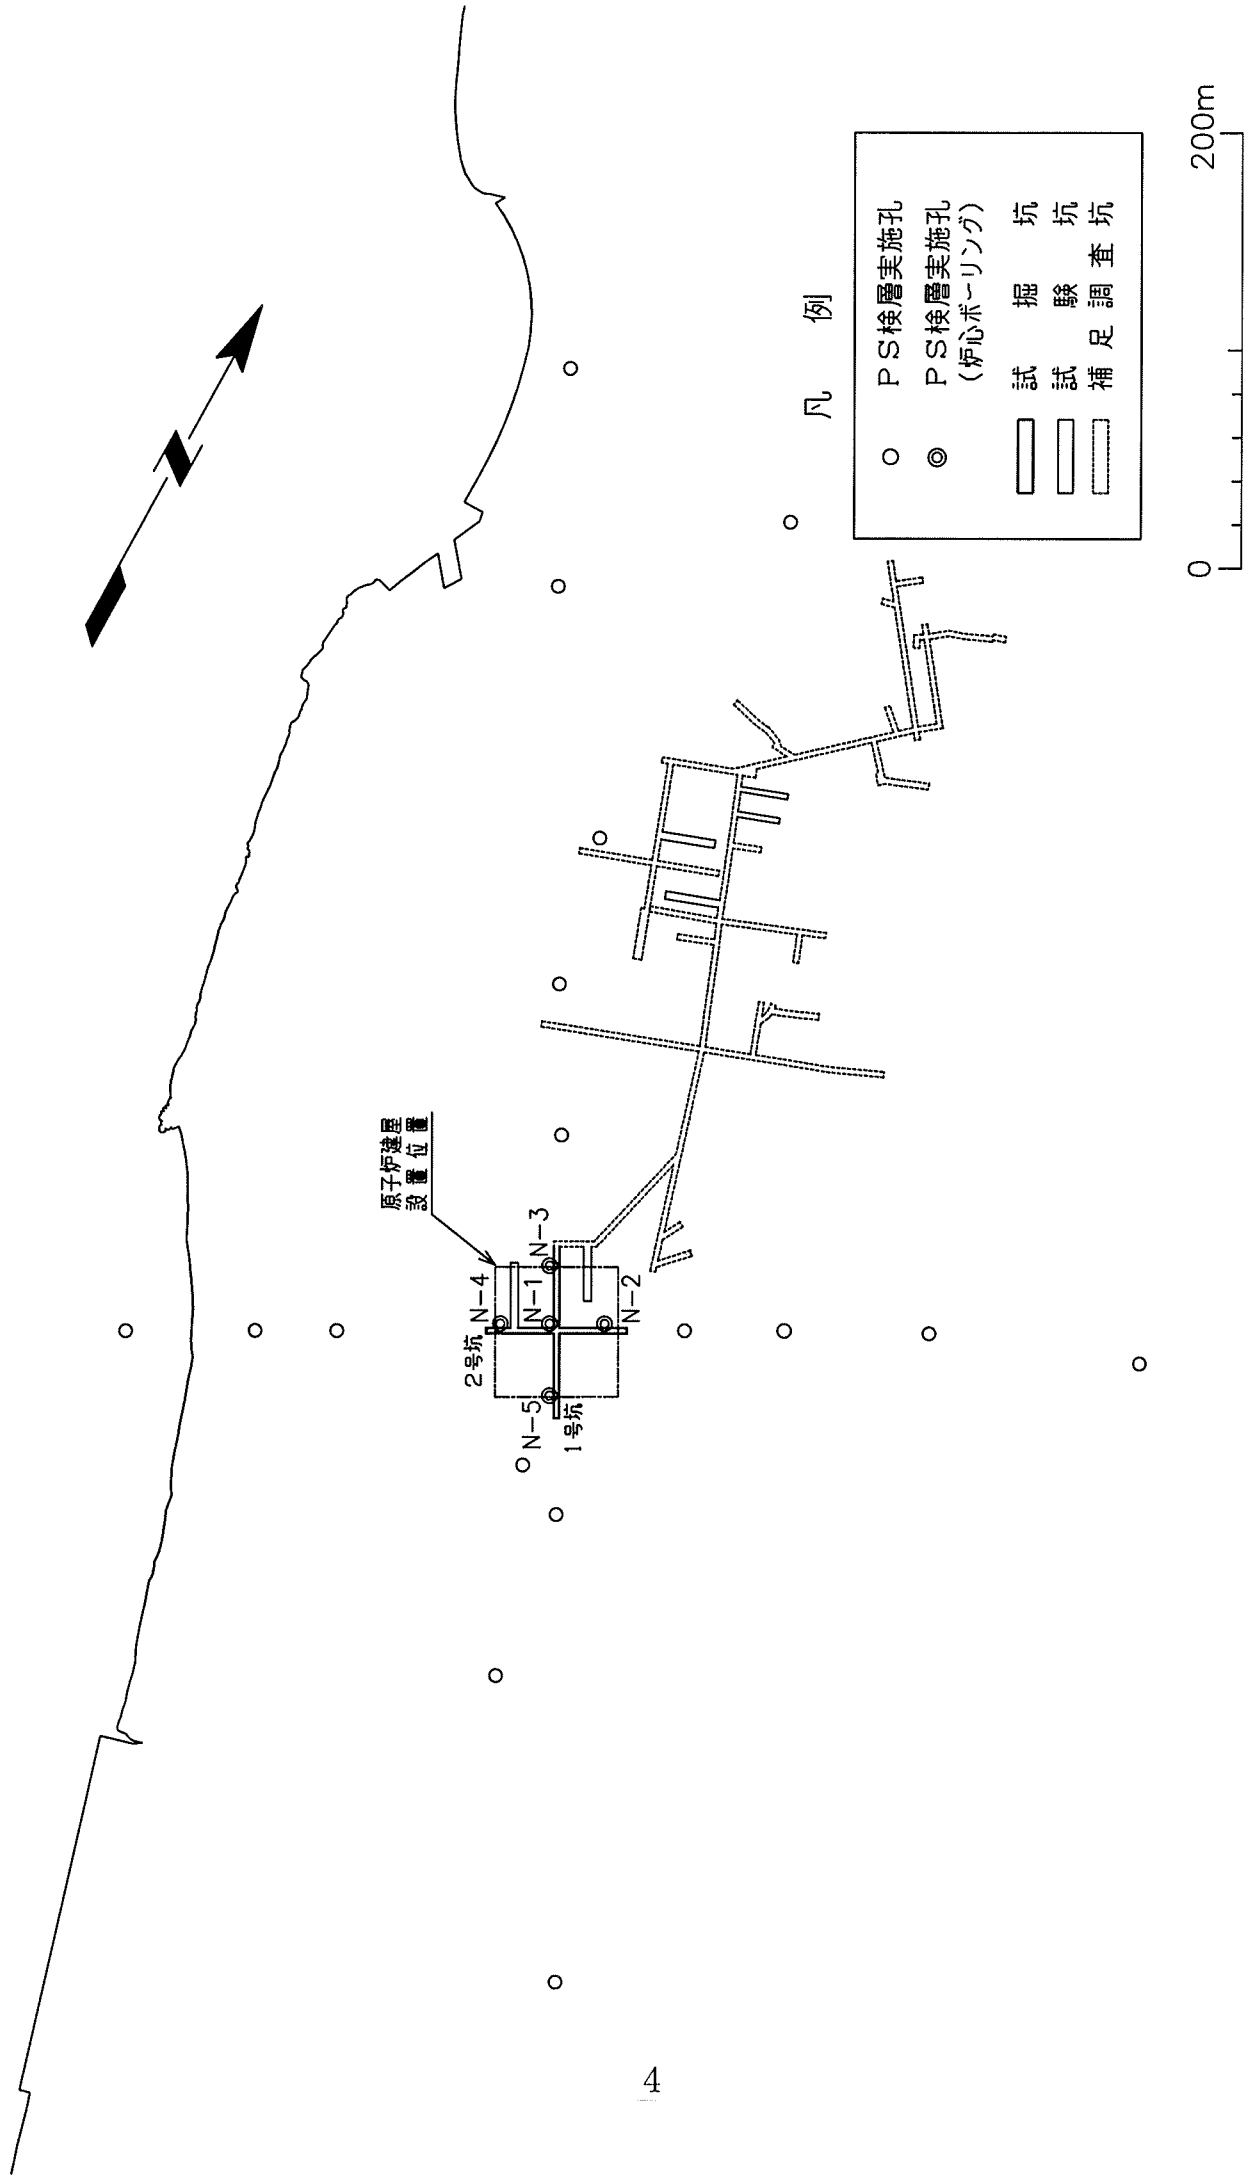 原子炉建屋
設置位置
N-4
N-1
N-3
N-2
N-5
2号坑
1号坑
凡例
PS検層実施孔
PS検層実施孔
(炉心ボーリング)
試掘坑
試験坑
補足調査坑
0
200m
4